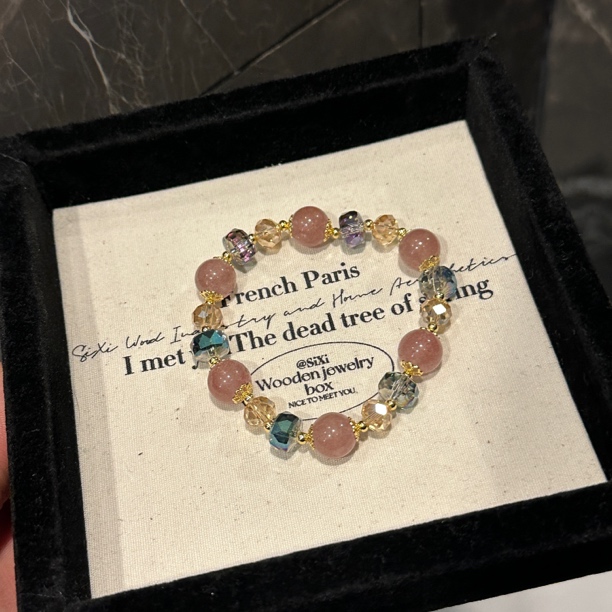 French Paris
SiXi Wood Industry and Home Aesthetics
I met The dead tree of
@SiXi
Wooden jewelry
box
NICE TO MEET YOU.